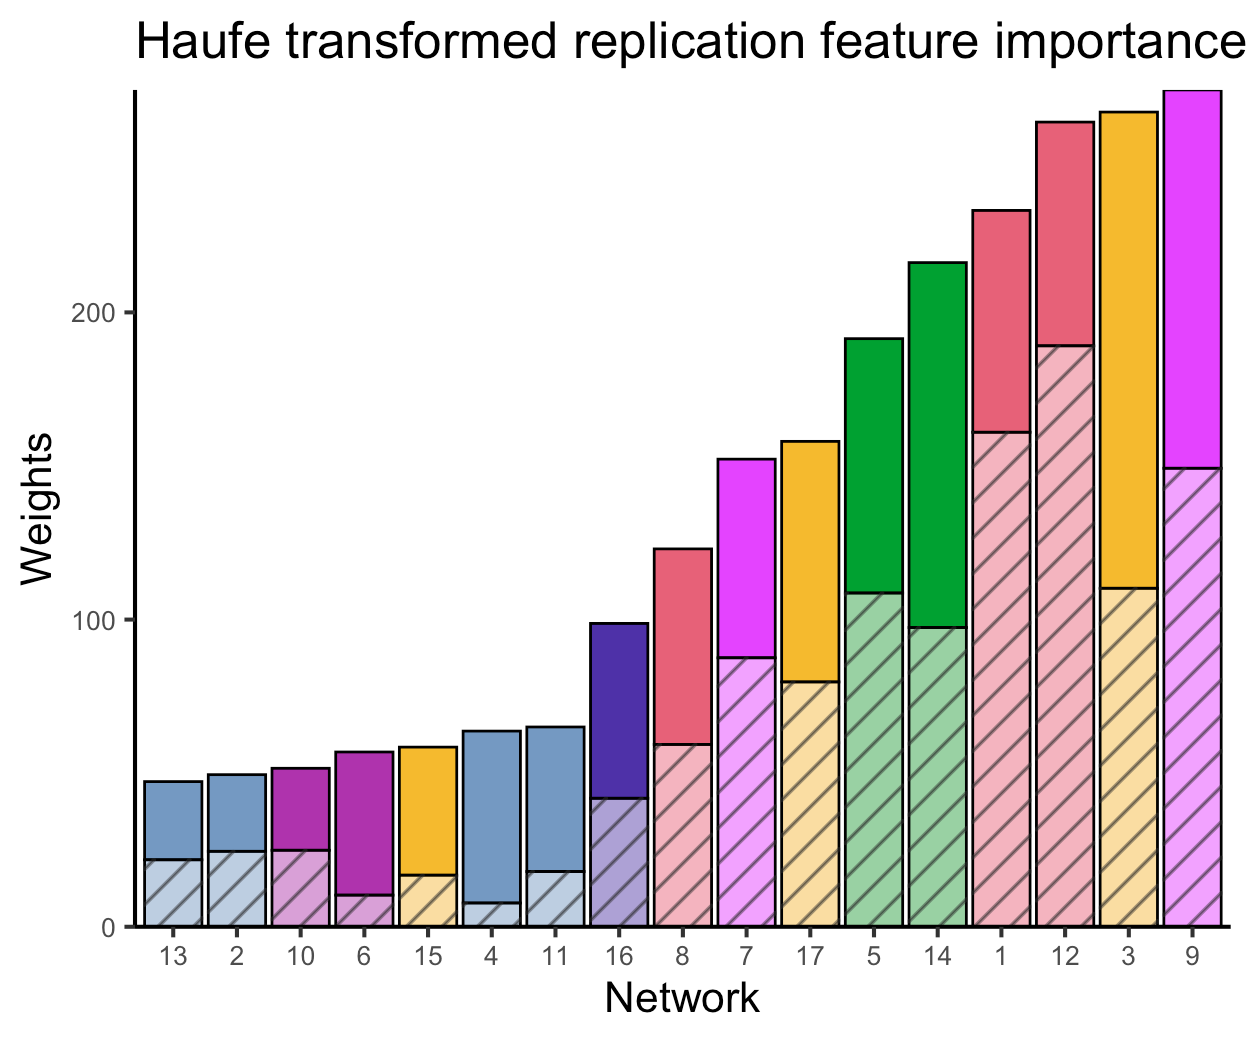 Haufe transformed replication feature importance
Weights
200
100
0
13 2 10 6 15 4 11 16 8 7 17 5 14 1 12 3 9
Network